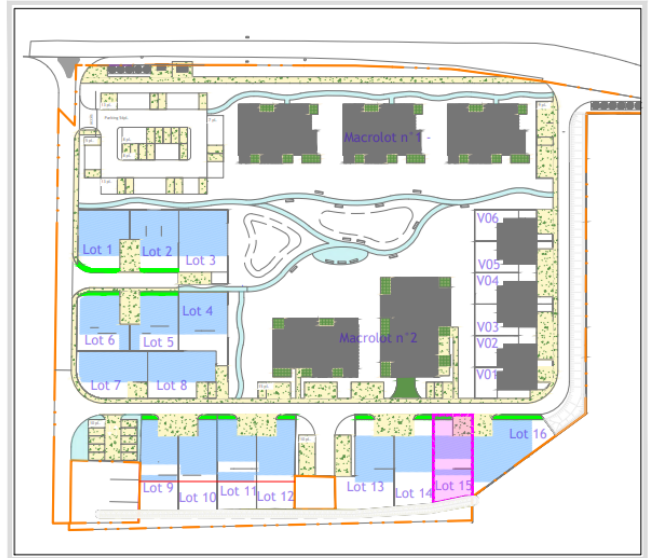 Parking 50pl.
Macrolot n°1 -
V06
Lot 1
Lot 2
Lot 3
V05
V04
Lot 4
V03
Lot 6
Lot 5
Macrolot n°2
V02
Lot 7
Lot 8
V01
Lot 16
Lot 9
Lot 10
Lot 11
Lot 12
Lot 13
Lot 14
Lot 15